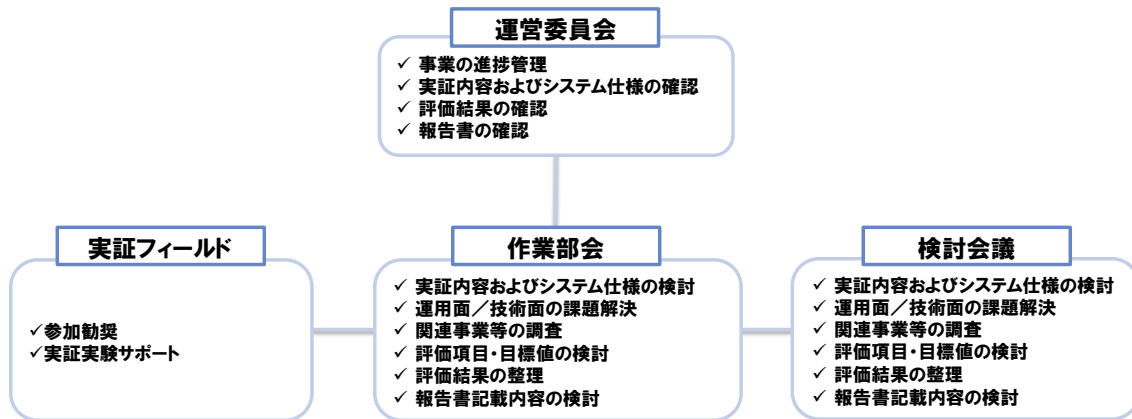 運営委員会
✓ 事業の進捗管理
✓ 実証内容およびシステム仕様の確認
✓ 評価結果の確認
✓ 報告書の確認
実証フィールド
✓参加勧奨
✓実証実験サポート
作業部会
✓ 実証内容およびシステム仕様の検討
✓ 運用面／技術面の課題解決
✓ 関連事業等の調査
✓ 評価項目・目標値の検討
✓ 評価結果の整理
✓ 報告書記載内容の検討
検討会議
✓ 実証内容およびシステム仕様の検討
✓ 運用面／技術面の課題解決
✓ 関連事業等の調査
✓ 評価項目・目標値の検討
✓ 評価結果の整理
✓ 報告書記載内容の検討